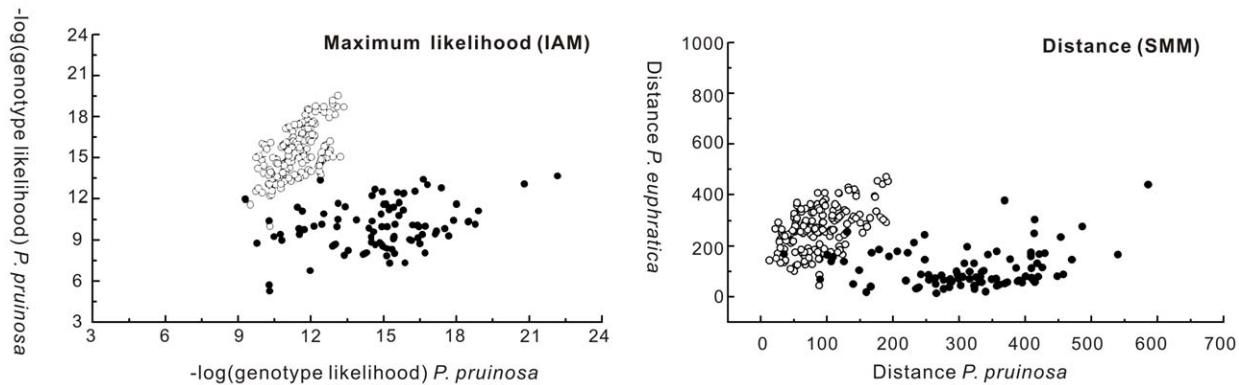 Maximum likelihood (IAM)
-log(genotype likelihood) P. pruinosa
24
21
18
15
12
9
6
3
3 6 9 12 15 18 21 24
-log(genotype likelihood) P. pruinosa
Distance (SMM)
Distance P. euphratica
1000
800
600
400
200
0
0 100 200 300 400 500 600 700
Distance P. pruinosa